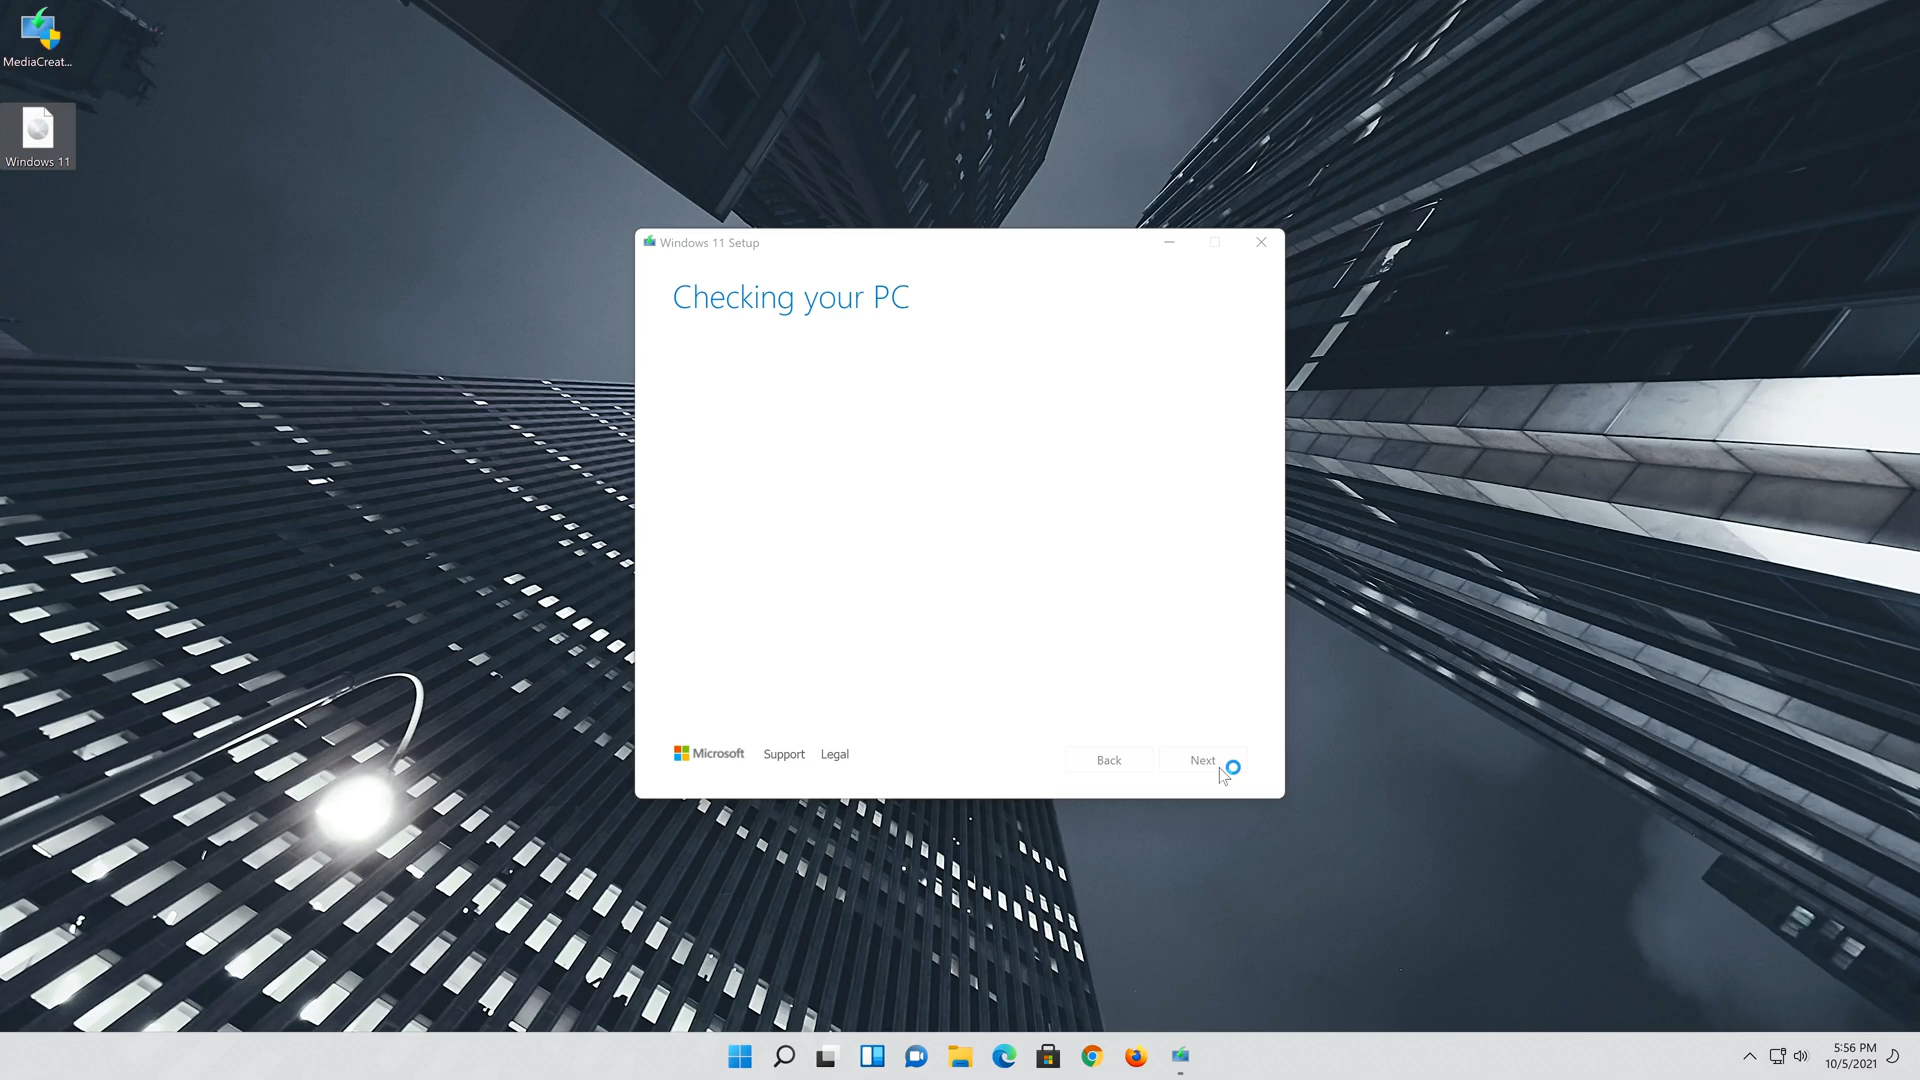 MediaCreat...
Windows 11
Windows 11 Setup
Checking your PC
Microsoft
Support
Legal
Back
Next
5:56 PM
10/5/2021